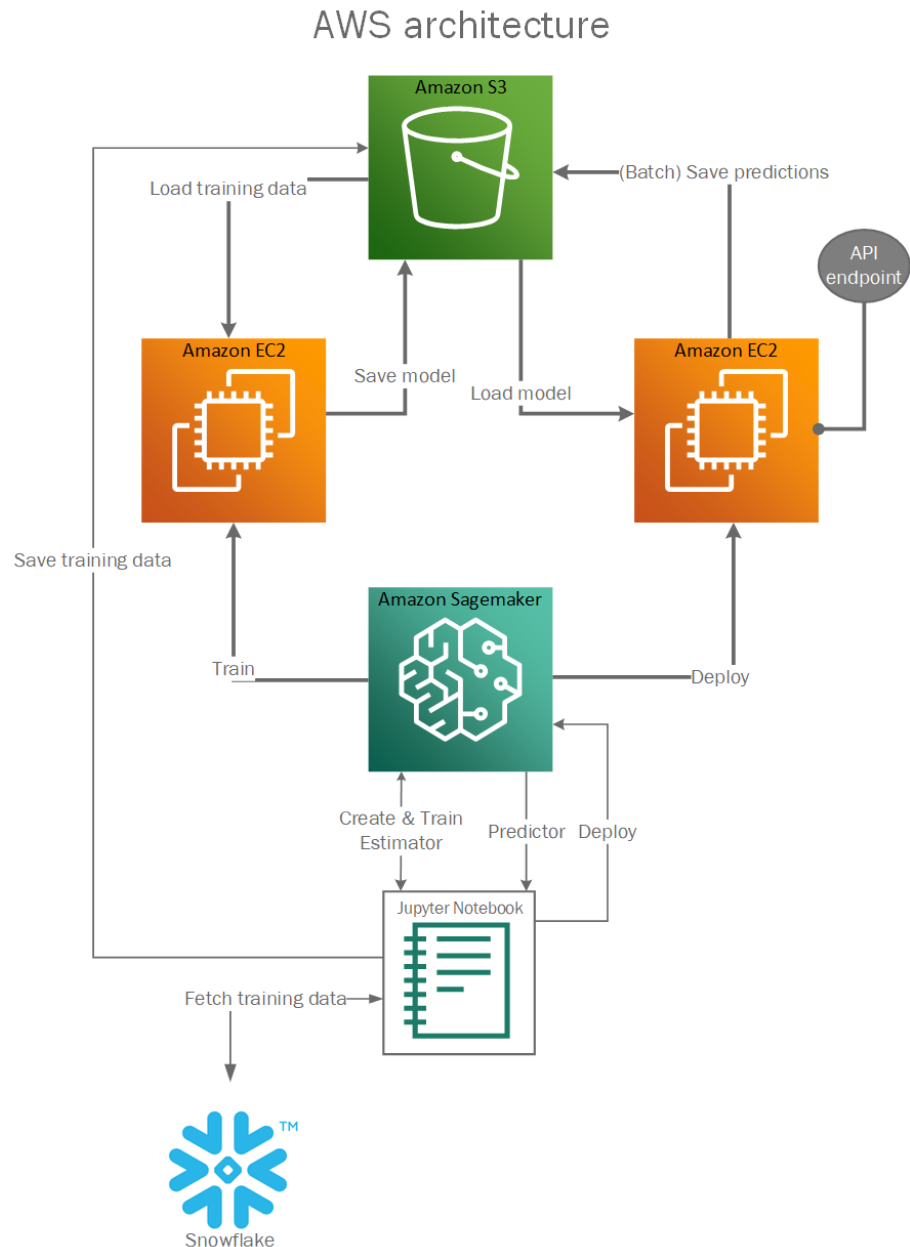 AWS architecture
Amazon S3
Load training data
(Batch) Save predictions
API
endpoint
Amazon EC2
Save model
Load model
Amazon EC2
Save training data
Amazon Sagemaker
Train
Deploy
Create & Train
Estimator
Predictor
Deploy
Jupyter Notebook
Fetch training data
TM
Snowflake